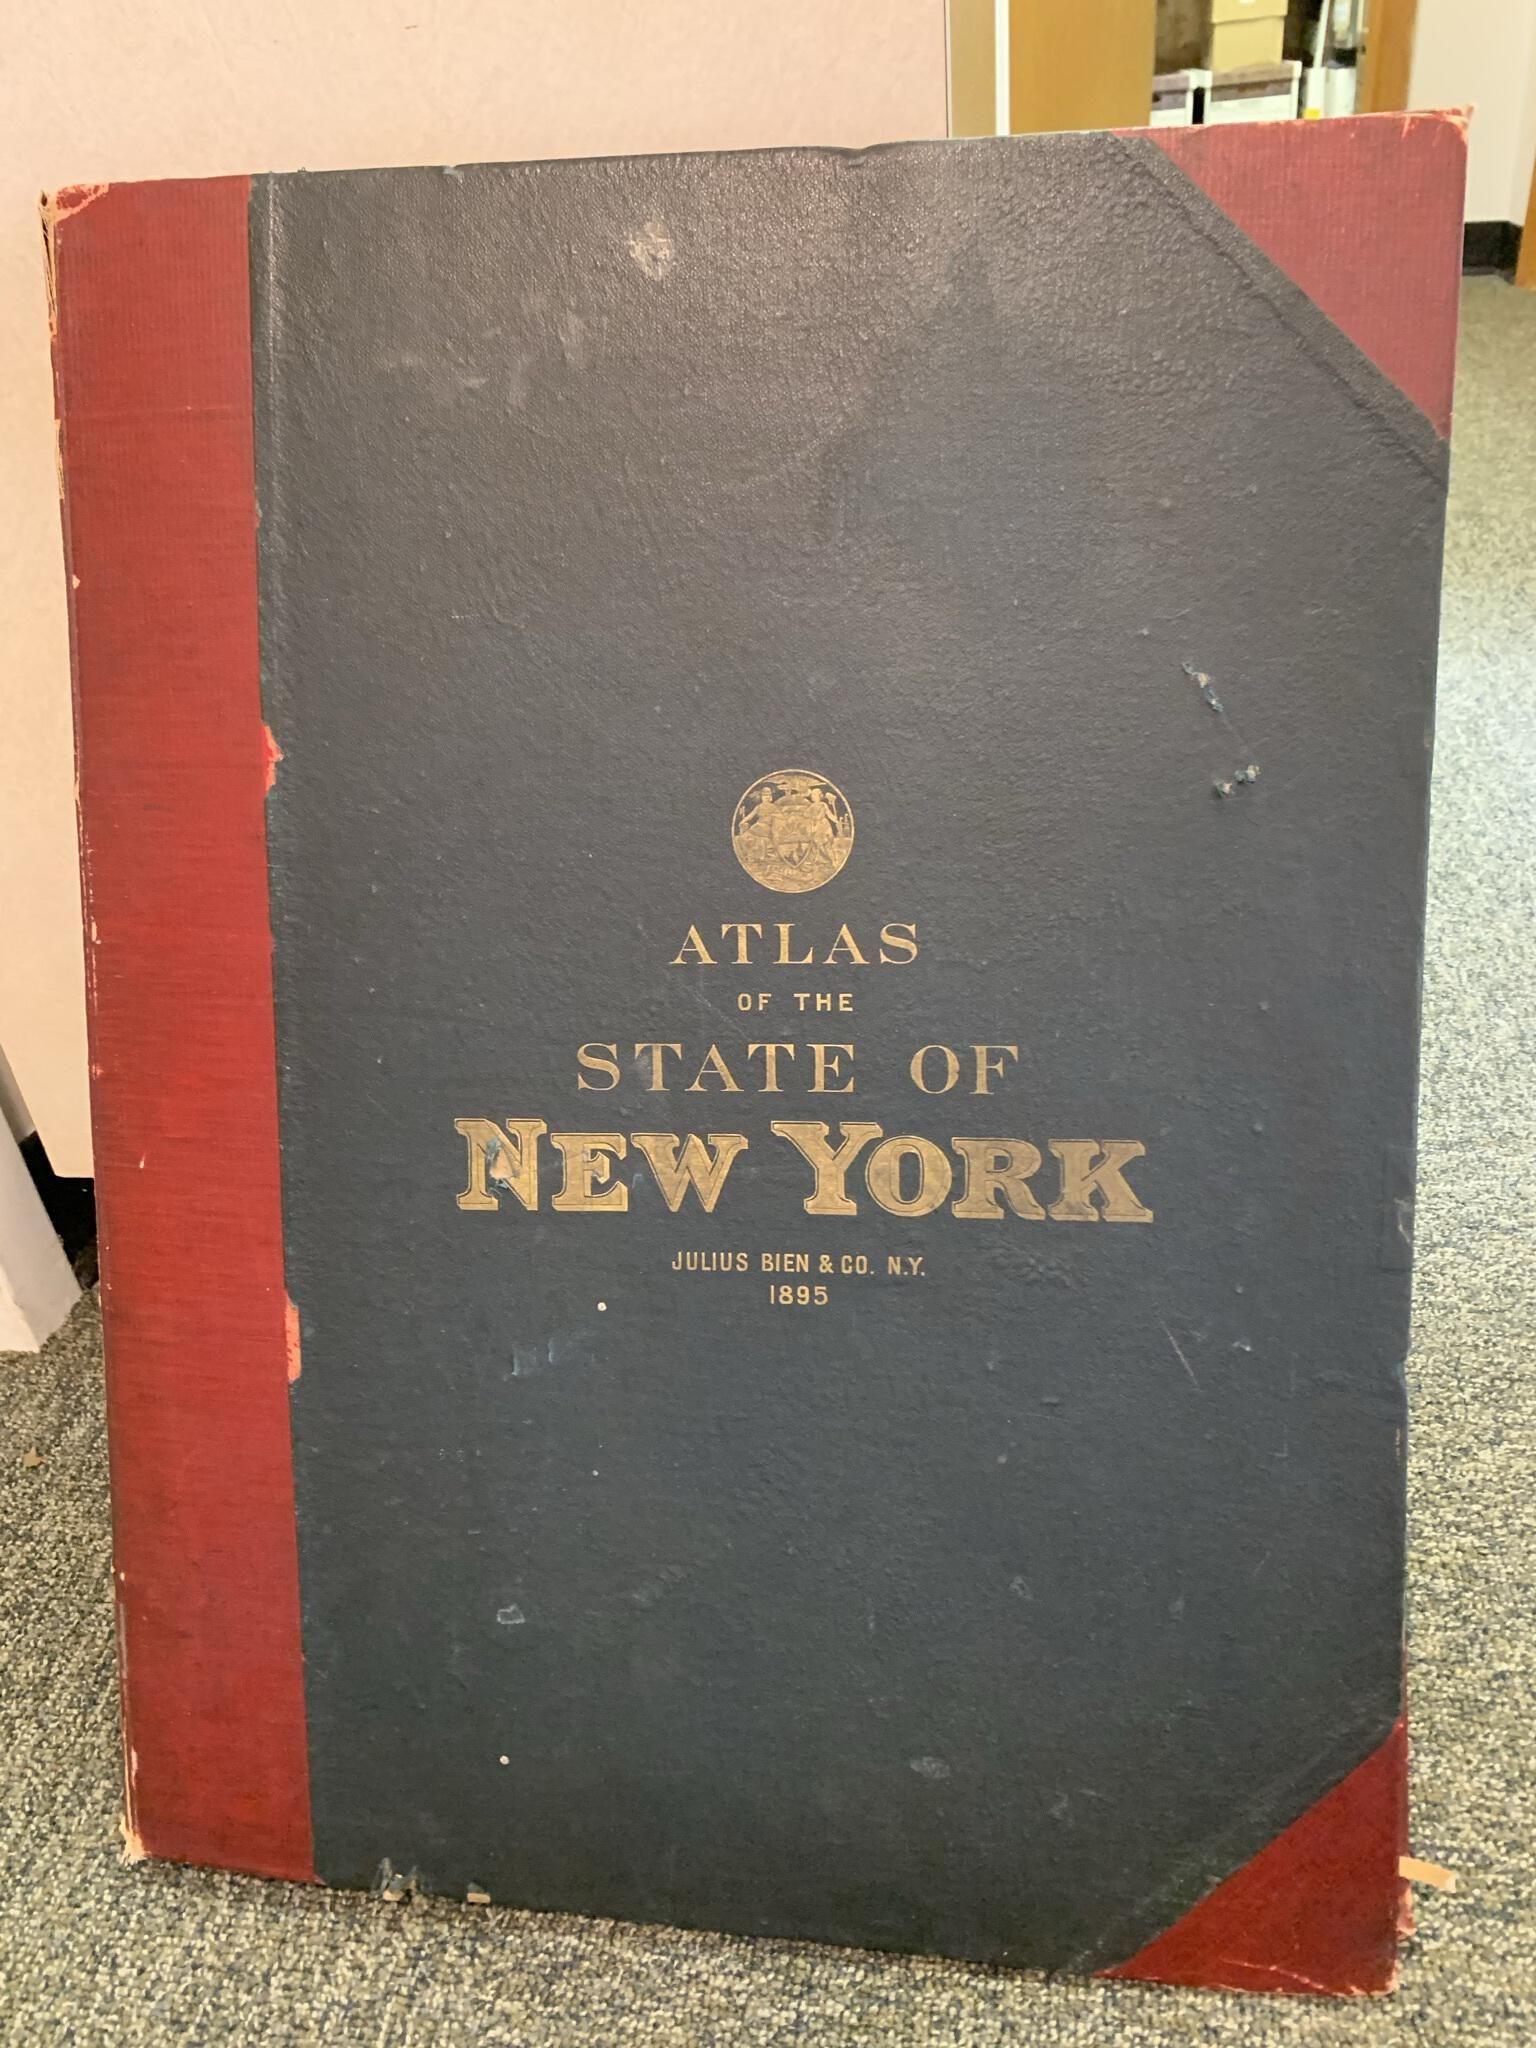 ATLAS
OF THE
STATE OF
NEW YORK
JULIUS BIEN & CO. N.Y.
1895